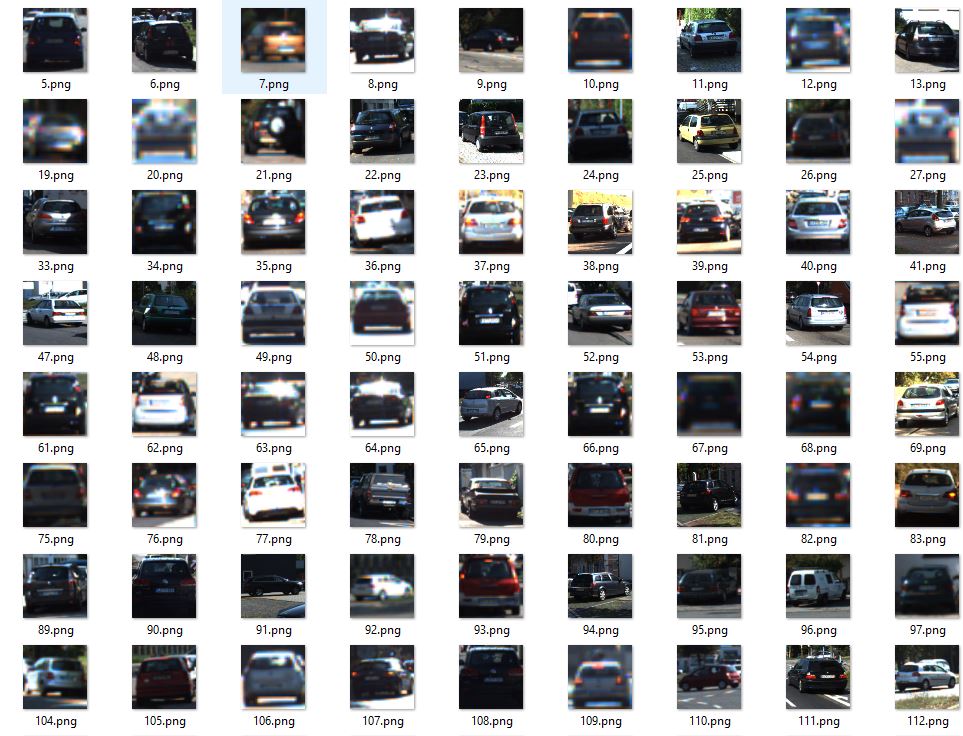 5.png 6.png 7.png 8.png 9.png 10.png 11.png 12.png 13.png
19.png 20.png 21.png 22.png 23.png 24.png 25.png 26.png 27.png
33.png 34.png 35.png 36.png 37.png 38.png 39.png 40.png 41.png
47.png 48.png 49.png 50.png 51.png 52.png 53.png 54.png 55.png
61.png 62.png 63.png 64.png 65.png 66.png 67.png 68.png 69.png
75.png 76.png 77.png 78.png 79.png 80.png 81.png 82.png 83.png
89.png 90.png 91.png 92.png 93.png 94.png 95.png 96.png 97.png
104.png 105.png 106.png 107.png 108.png 109.png 110.png 111.png 112.png